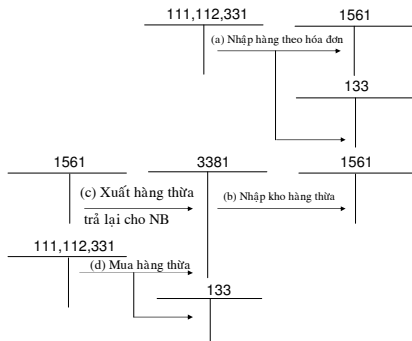 111,112,331 1561
(a) Nhập hàng theo hóa đơn
133
1561 3381 1561
(c) Xuất hàng thừa (b) Nhập kho hàng thừa
trả lại cho NB
111,112,331
(d) Mua hàng thừa
133